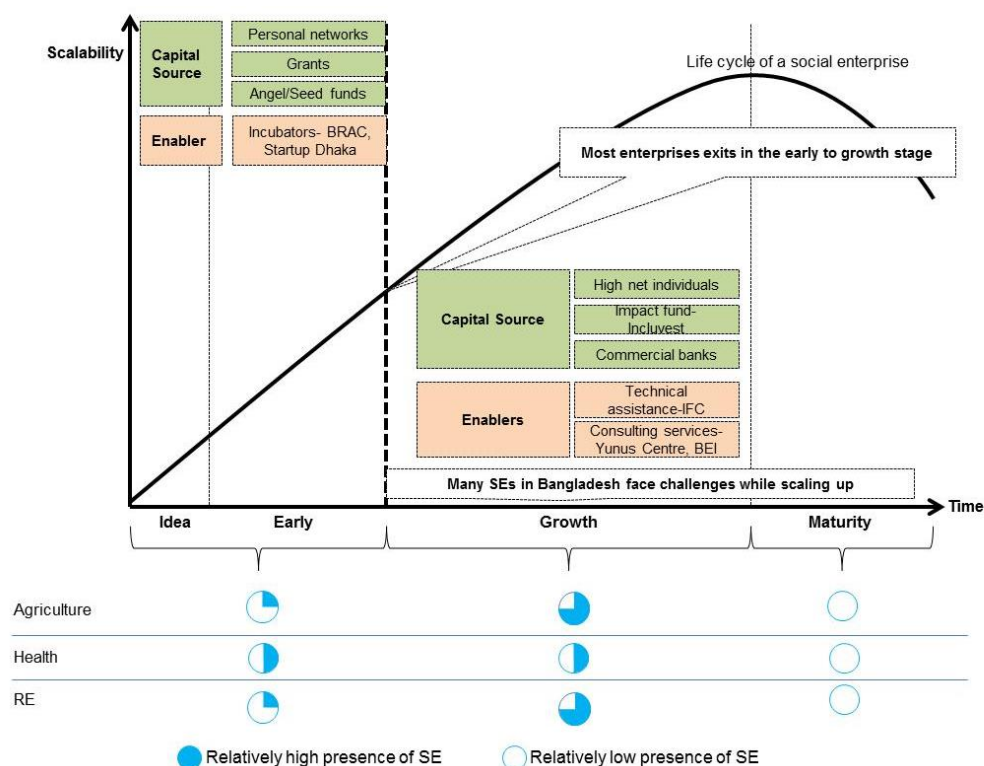 Scalability
Capital
Source
Personal networks
Grants
Angel/Seed funds
Enabler
Incubators- BRAC,
Startup Dhaka
Life cycle of a social enterprise
Most enterprises exits in the early to growth stage
Capital Source
High net individuals
Impact fund-
Incluvest
Commercial banks
Enablers
Technical
assistance-IFC
Consulting services-
Yunus Centre, BEI
Many SEs in Bangladesh face challenges while scaling up
Time
Idea
Early
Growth
Maturity
Agriculture
Health
RE
Relatively high presence of SE
Relatively low presence of SE